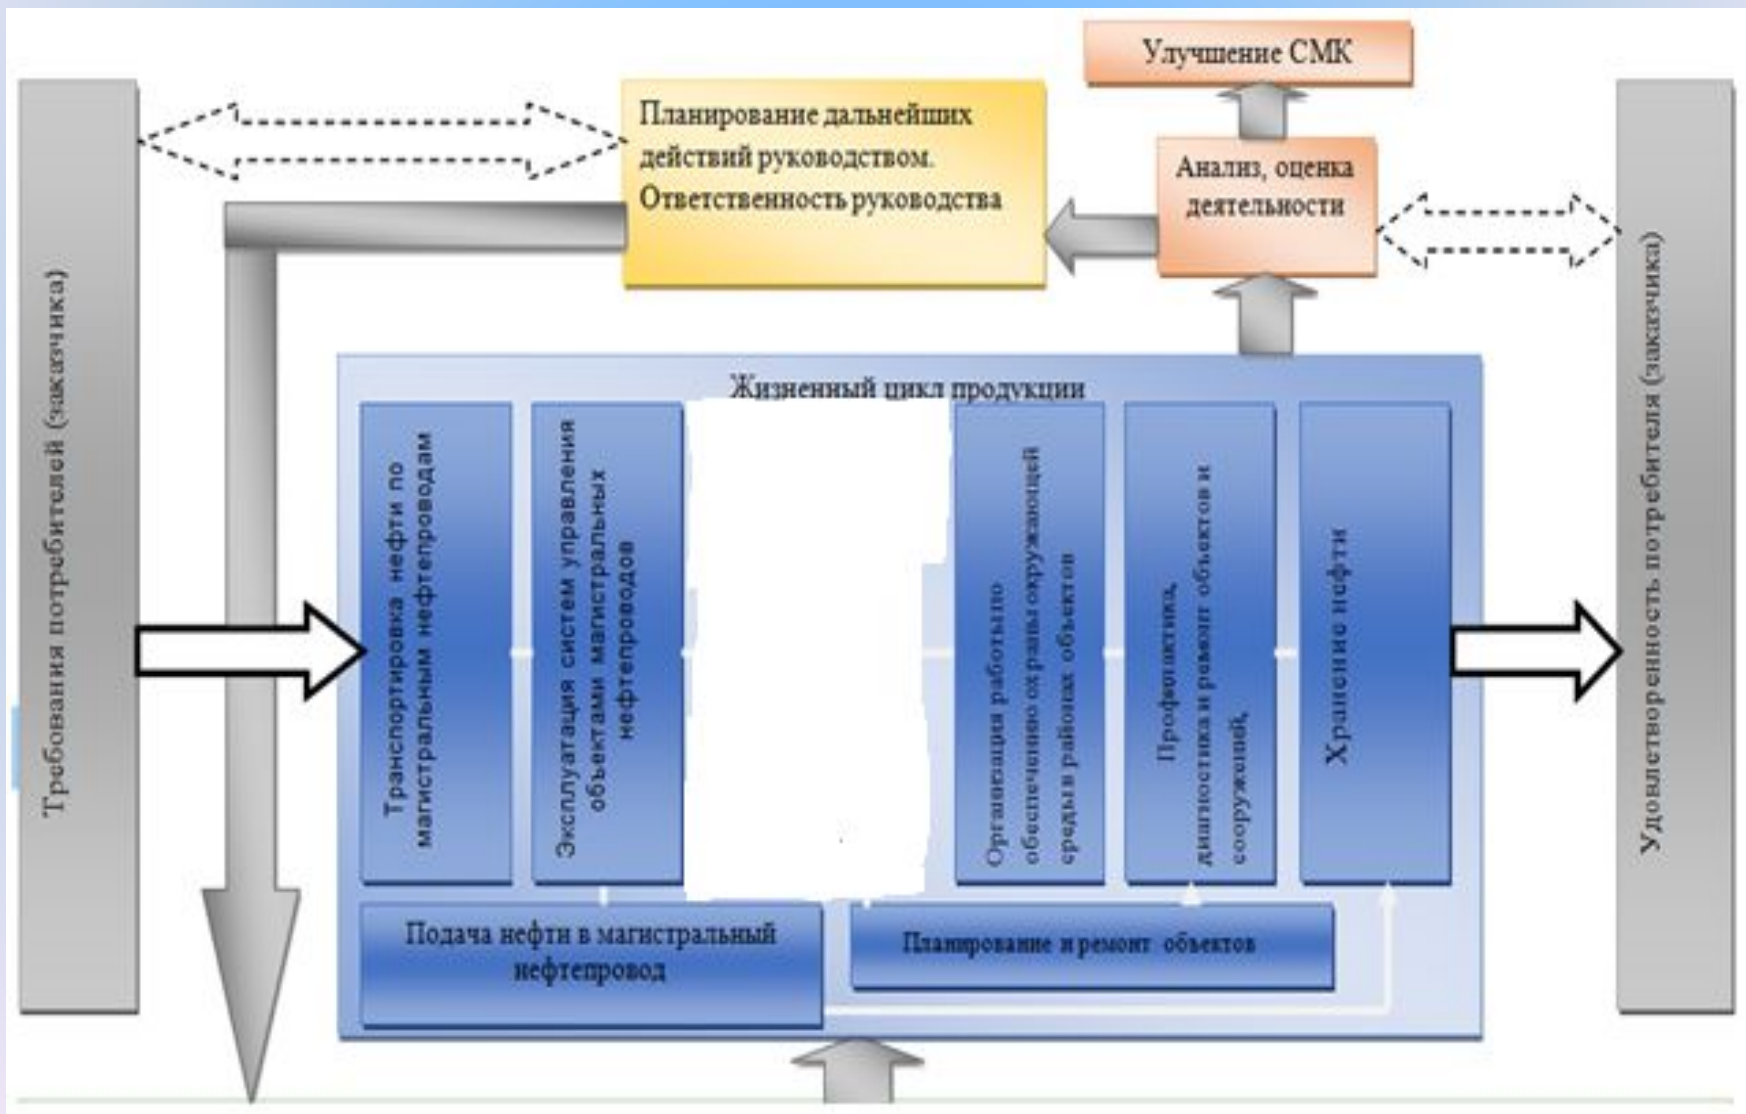 Улучшение СМК
Планирование дальнейших
действий руководством.
Ответственность руководства
Анализ, оценка
деятельности
Требования потребителей (заказчика)
Жизненный цикл продукции
Транспортировка нефти по
магистральным нефтепроводам
Эксплуатация систем управления
объектами магистральных
нефтепроводов
Организация работы по
обеспечению охраны окружающей
среды в районах объектов
Профилактика,
диагностика и ремонт объектов и
сооружений,
Хранение нефти
Удовлетворенность потребителя (заказчика)
Подача нефти в магистральный
нефтепровод
Планирование и ремонт объектов